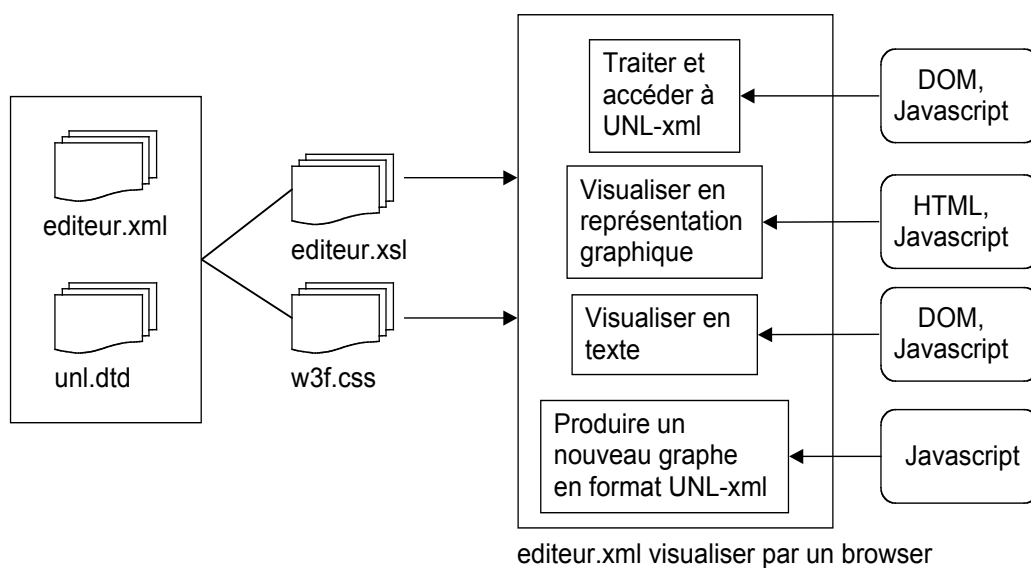 editeur.xml
unl.dtd
editeur.xsl
w3f.css
Traiter et
accéder à
UNL-xml
Visualiser en
représentation
graphique
Visualiser en
texte
Produire un
nouveau graphe
en format UNL-xml
DOM,
Javascript
HTML,
Javascript
DOM,
Javascript
Javascript
editeur.xml visualiser par un browser